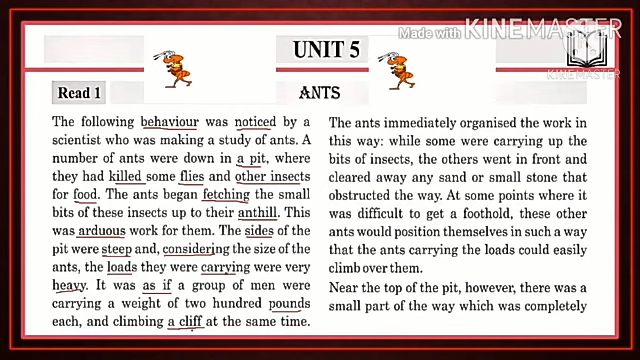 Made with KINEMASTER
UNIT 5
KINEMASTER
Read 1
ANTS
The following behaviour was noticed by a
scientist who was making a study of ants. A
number of ants were down in a pit, where
they had killed some flies and other insects
for food. The ants began fetching the small
bits of these insects up to their anthill. This
was arduous work for them. The sides of the
pit were steep and, considering the size of the
ants, the loads they were carrying were very
heavy. It was as if a group of men were
carrying a weight of two hundred pounds
each, and climbing a cliff at the same time.
The ants immediately organised the work in
this way: while some were carrying up the
bits of insects, the others went in front and
cleared away any sand or small stone that
obstructed the way. At some points where it
was difficult to get a foothold, these other
ants would position themselves in such a way
that the ants carrying the loads could easily
climb over them.
Near the top of the pit, however, there was a
small part of the way which was completely